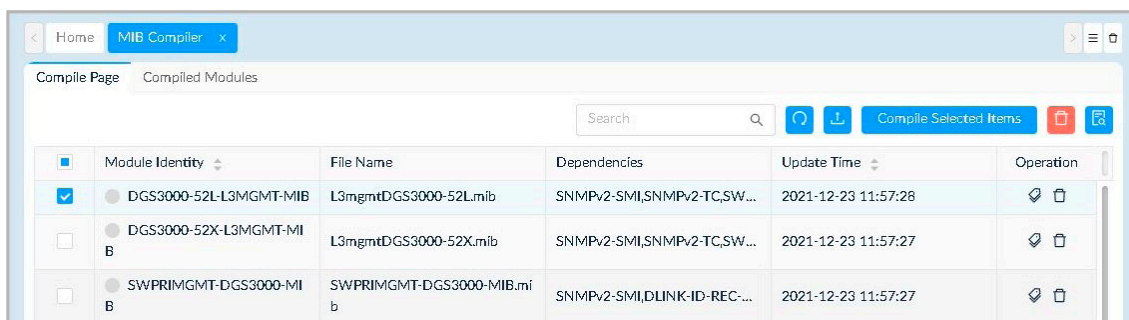 Home MIB Compiler x
Compile Page Compiled Modules
Search Compile Selected Items
Module Identity File Name Dependencies Update Time Operation
DGS3000-52L-L3MGMT-MIB L3mgmtDGS3000-52L.mib SNMPv2-SMI,SNMPv2-TC,SW... 2021-12-23 11:57:28
DGS3000-52X-L3MGMT-MI
B L3mgmtDGS3000-52X.mib SNMPv2-SMI,SNMPv2-TC,SW... 2021-12-23 11:57:27
SWPRIMGMT-DGS3000-MI SWPRIMGMT-DGS3000-MIB.mi
B b SNMPv2-SMI,DLINK-ID-REC-... 2021-12-23 11:57:27